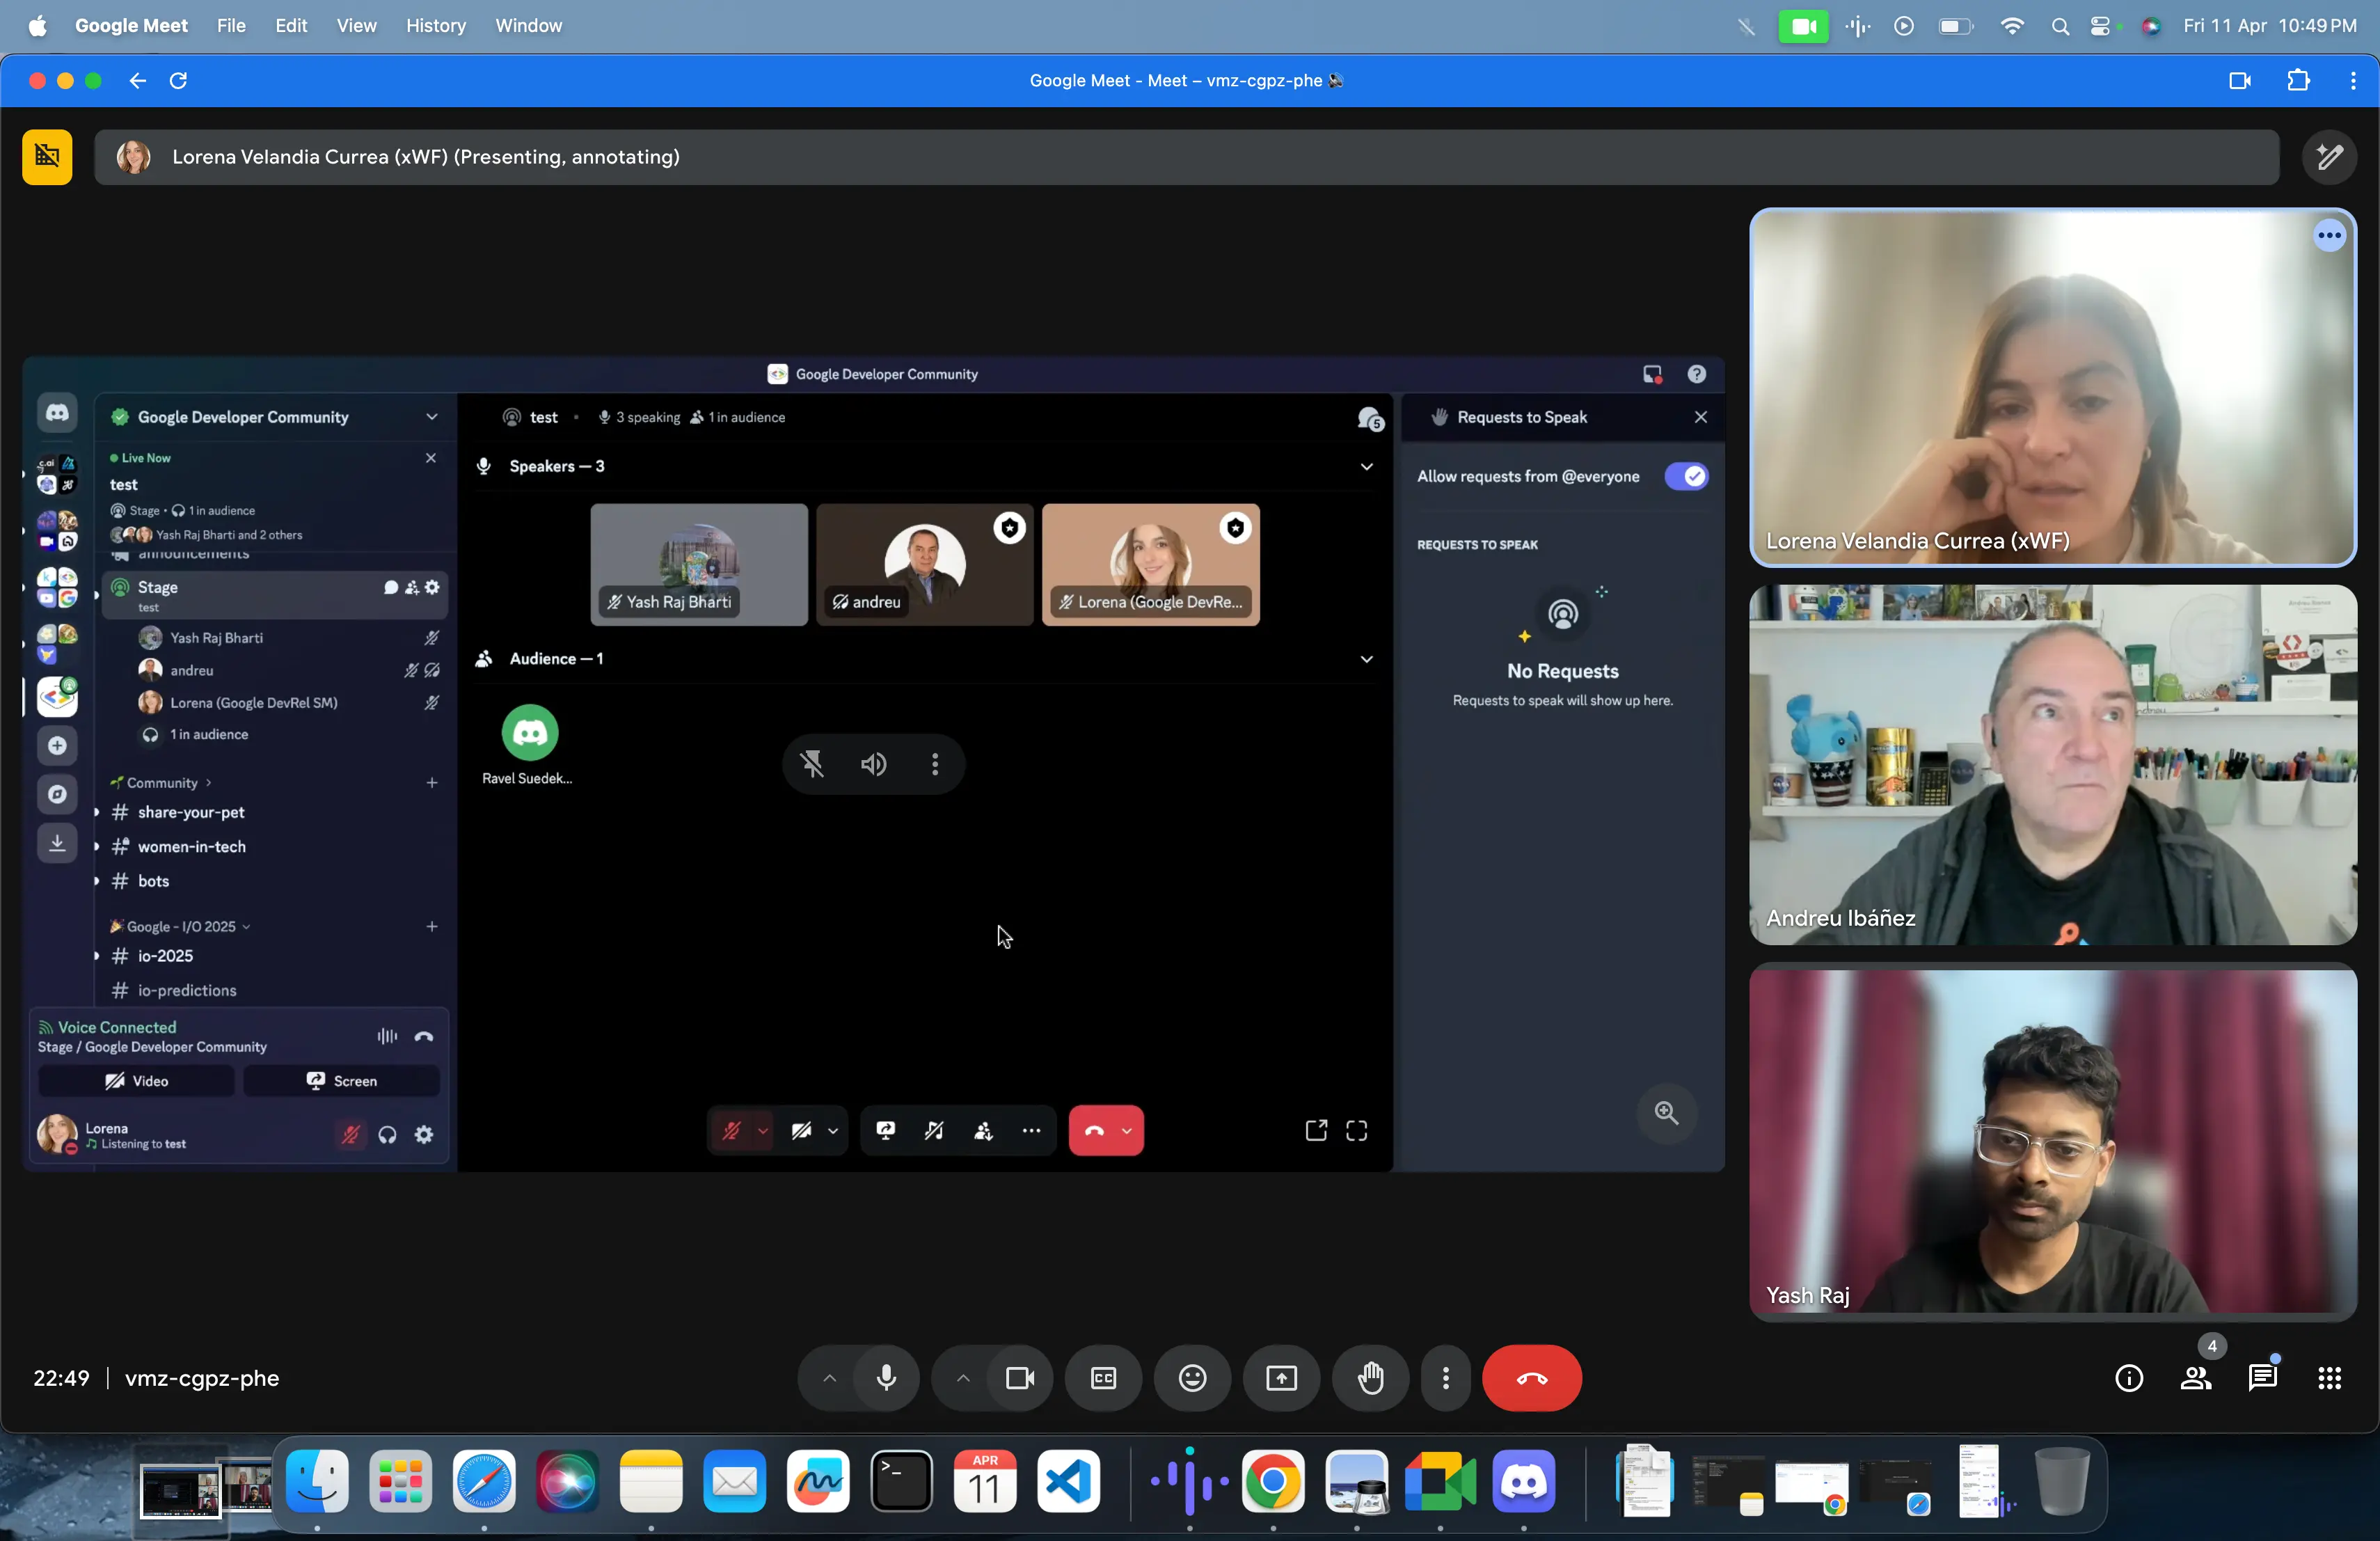 Google Meet File Edit View History Window
Fri 11 Apr 10:49 PM
Google Meet - Meet – vmz-cgpz-phe
Lorena Velandia Currea (xWF) (Presenting, annotating)
Google Developer Community
Google Developer Community
Live Now
test
Stage • 1 in audience
Yash Raj Bharti and 2 others
announcements
Stage
test
Yash Raj Bharti
andreu
Lorena (Google DevRel SM)
1 in audience
Community
share-your-pet
women-in-tech
bots
Google - I/O 2025
io-2025
io-predictions
Voice Connected
Stage / Google Developer Community
Video Screen
Lorena
Listening to test
test • 3 speaking 1 in audience
5
Speakers — 3
Yash Raj Bharti
andreu
Lorena (Google DevRe...
Audience — 1
Ravel Suedek...
Requests to Speak
Allow requests from @everyone
REQUESTS TO SPEAK
No Requests
Requests to speak will show up here.
Lorena Velandia Currea (xWF)
Andreu Ibáñez
Yash Raj
22:49 | vmz-cgpz-phe
CC
4
APR
11